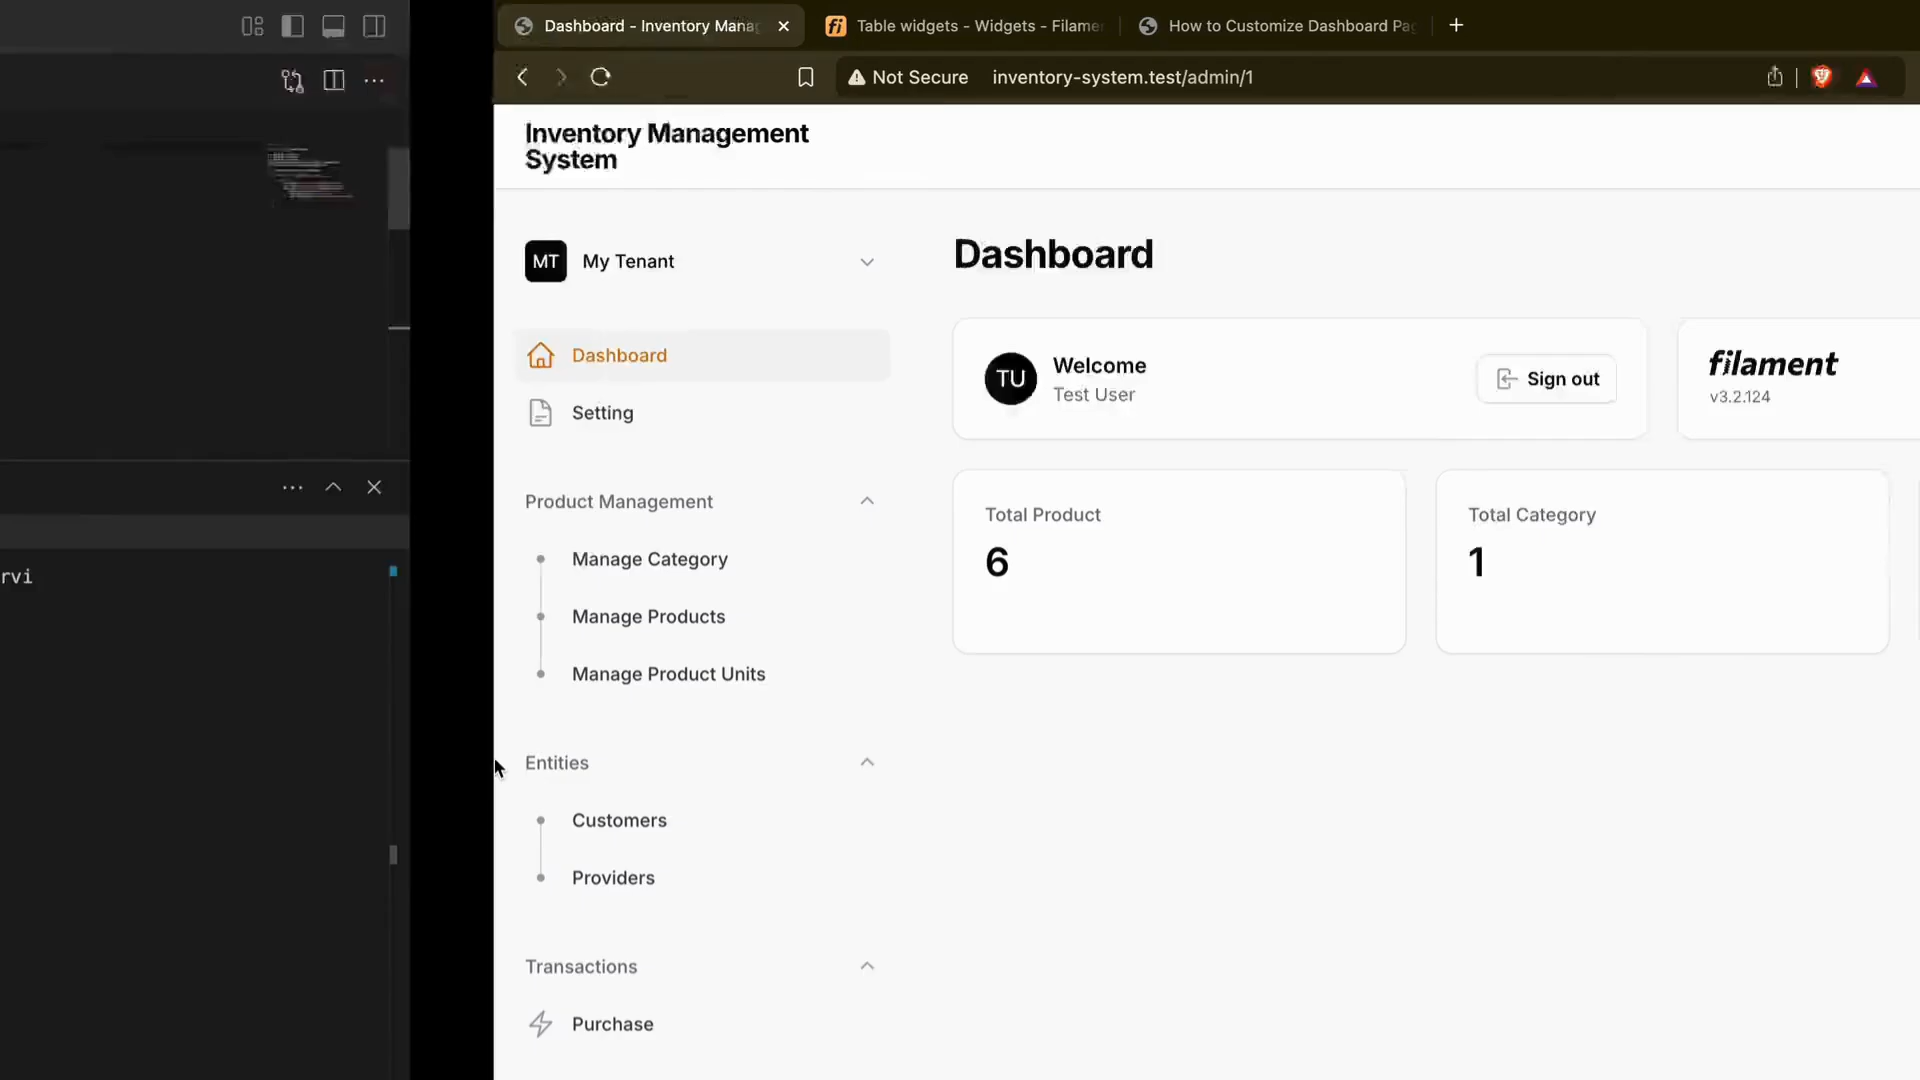 Dashboard - Inventory Mana
Table widgets - Widgets - Filame
How to Customize Dashboard Pag
Not Secure
inventory-system.test/admin/1
Inventory Management
System
MT
My Tenant
Dashboard
Setting
Product Management
Manage Category
Manage Products
Manage Product Units
Entities
Customers
Providers
Transactions
Purchase
Dashboard
TU
Welcome
Test User
Sign out
filament
v3.2.124
Total Product
6
Total Category
1
rvi